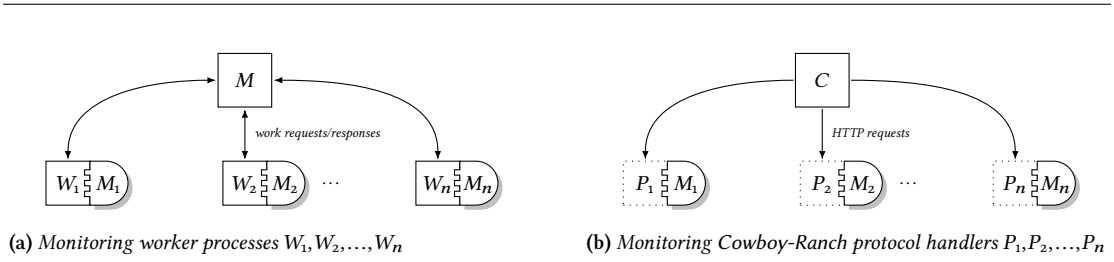 M
work requests/responses
W₁ M₁ W₂ M₂ ... Wₙ Mₙ
(a) Monitoring worker processes W₁,W₂,...,Wₙ
C
HTTP requests
P₁ M₁ P₂ M₂ ... Pₙ Mₙ
(b) Monitoring Cowboy-Ranch protocol handlers P₁,P₂,...,Pₙ